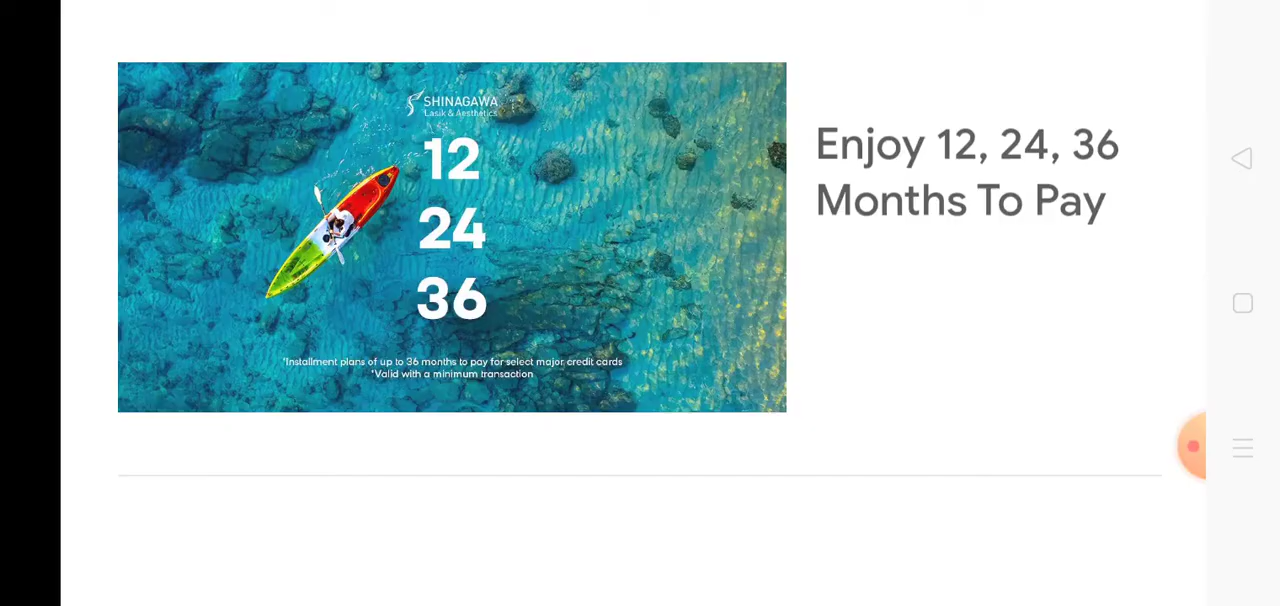 SHINAGAWA
Lasik & Aesthetics
12
24
36
*Installment plans of up to 36 months to pay for select major credit cards
*Valid with a minimum transaction
Enjoy 12, 24, 36
Months To Pay